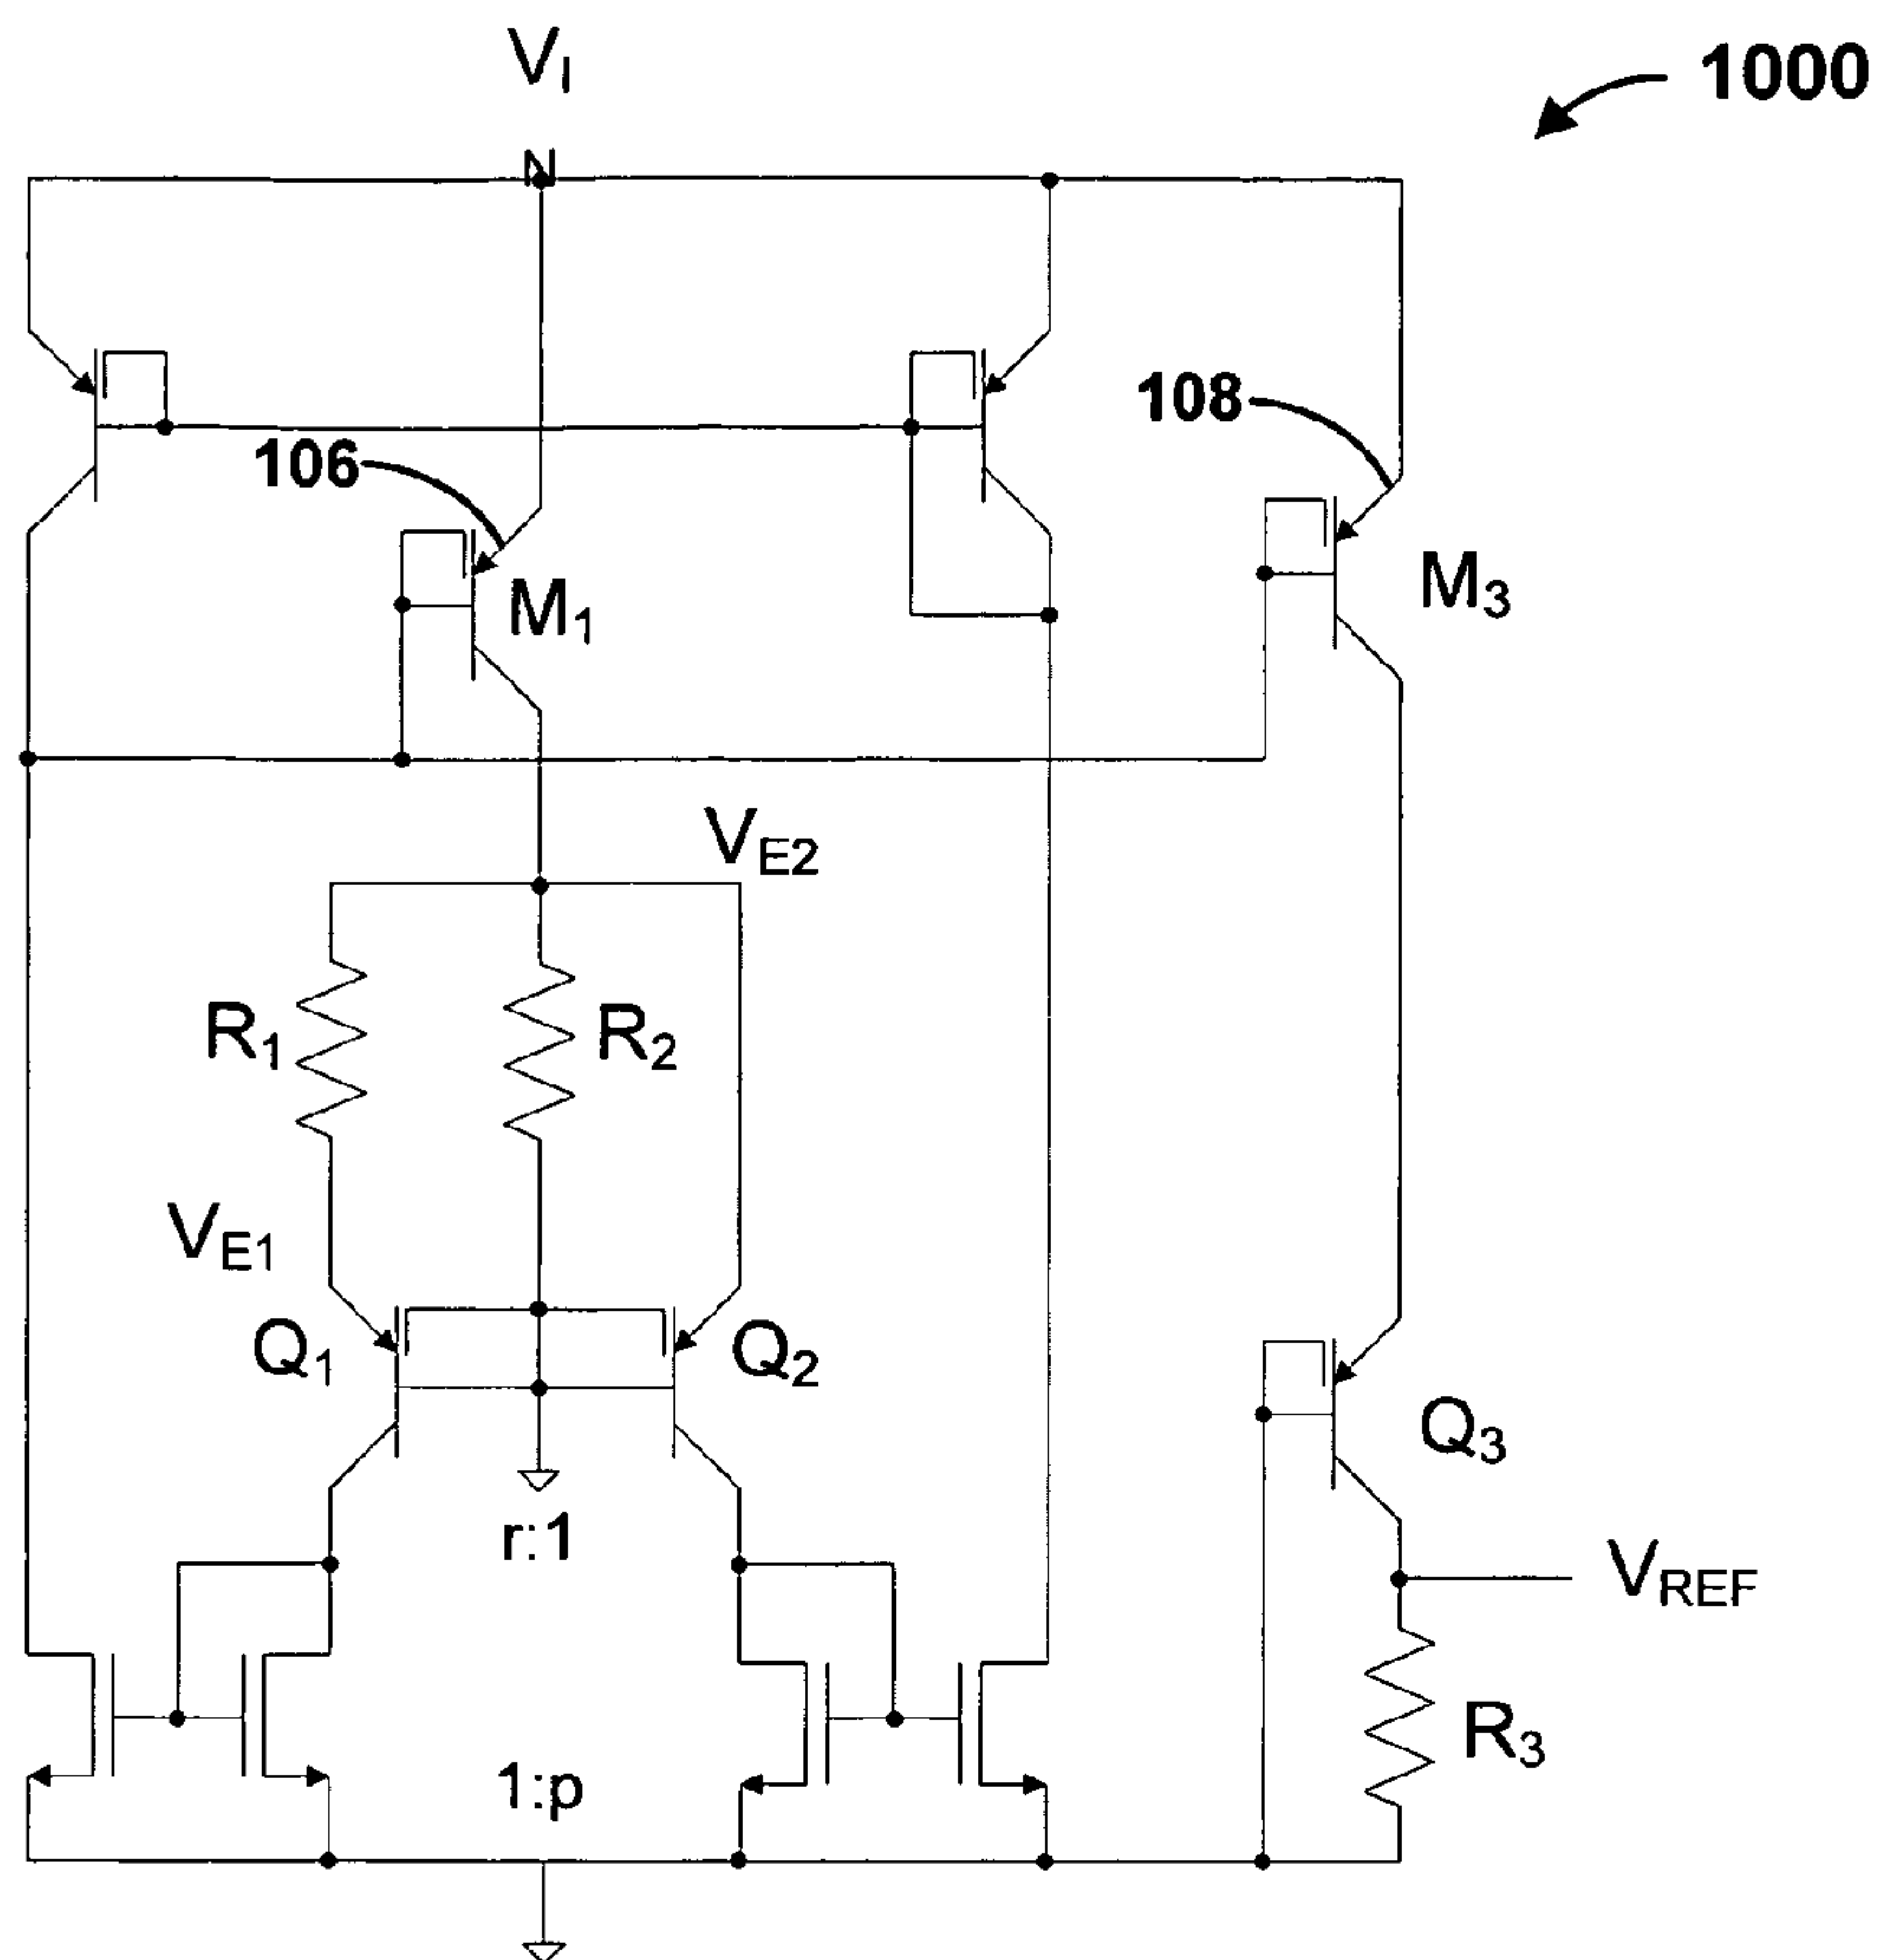 V_I
N
1000
108
106
M_1
M_3
V_E2
R_1
R_2
V_E1
Q_1
Q_2
Q_3
r:1
V_REF
R_3
1:p